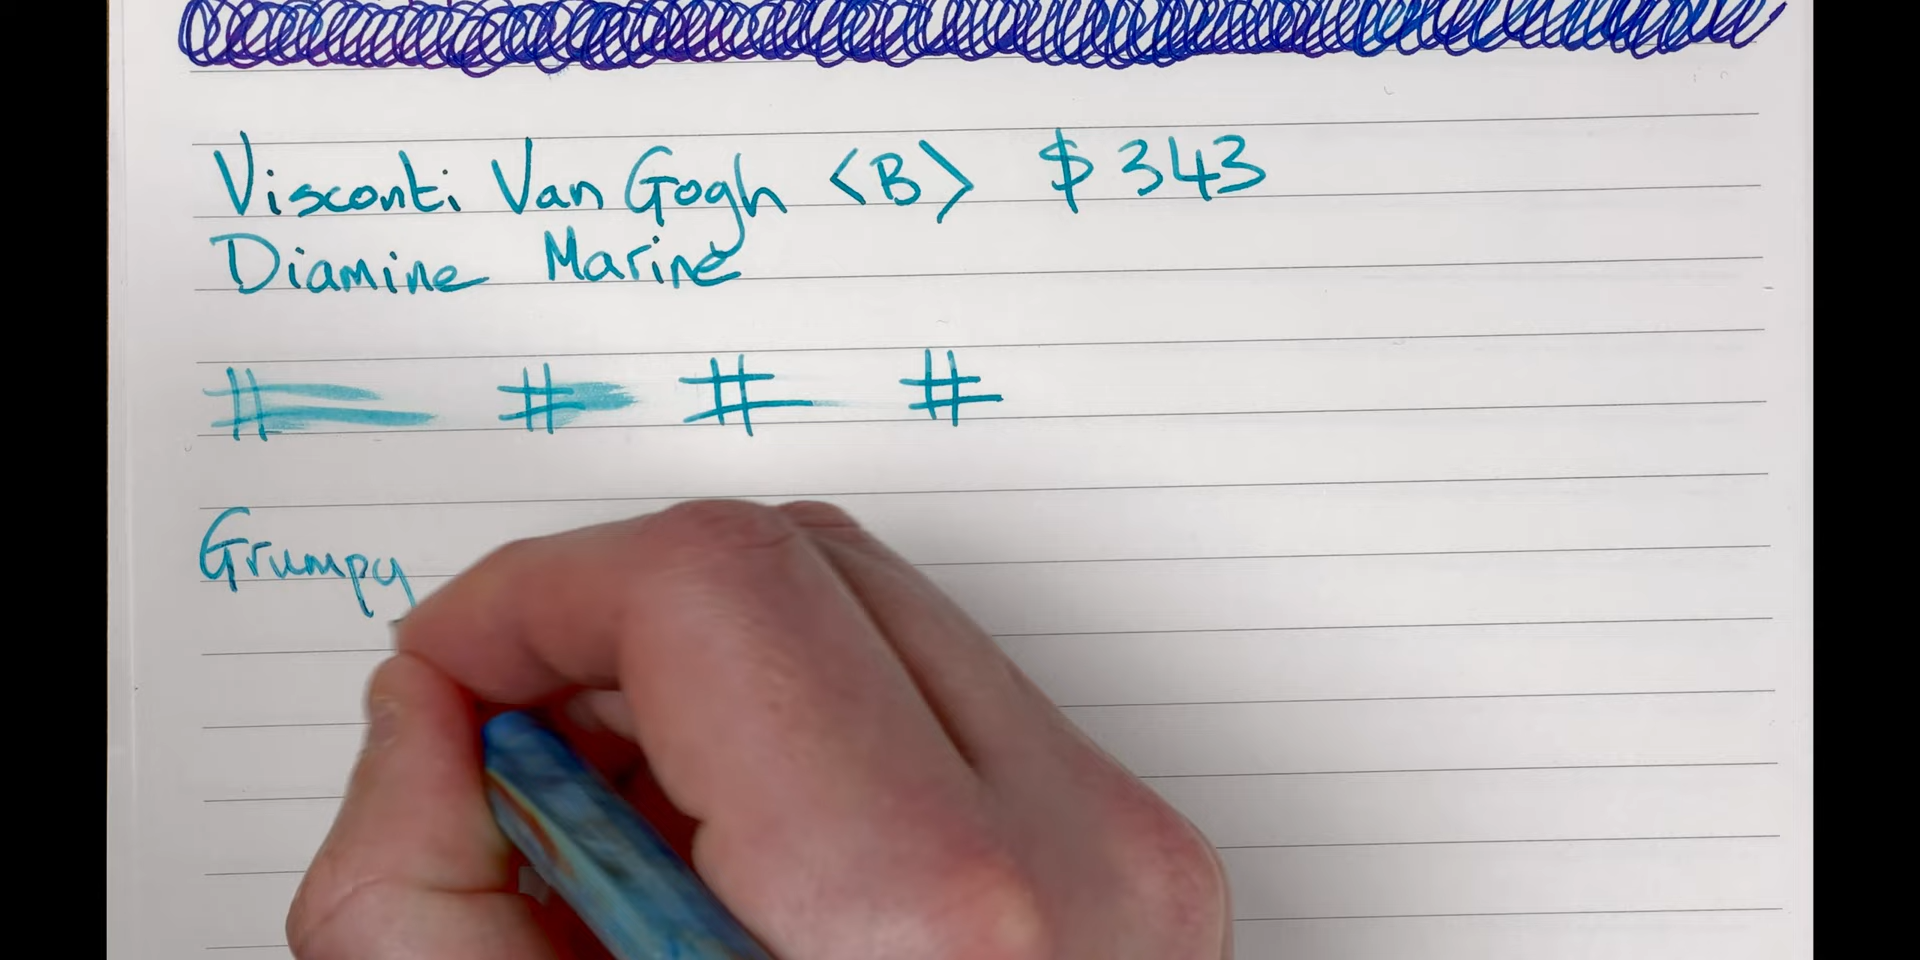 Visconti Van Gogh <B> $343
Diamine Marine
# # # #
Grumpy